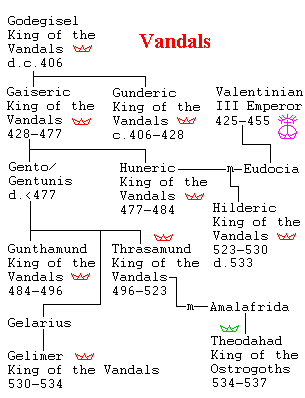 Vandals
Godegisel
King of the
Vandals
d.c.406
Gaiseric
King of the
Vandals
428-477
Gunderic
King of the
Vandals
c.406-428
Valentinian
III Emperor
425-455
Gento/
Gentunis
d.<477
Huneric
King of the
Vandals
477-484
m
Eudocia
Hilderic
King of the
Vandals
523-530
d.533
Gunthamund
King of the
Vandals
484-496
Thrasamund
King of the
Vandals
496-523
m
Amalafrida
Gelarius
Theodahad
King of the
Ostrogoths
534-537
Gelimer
King of the Vandals
530-534